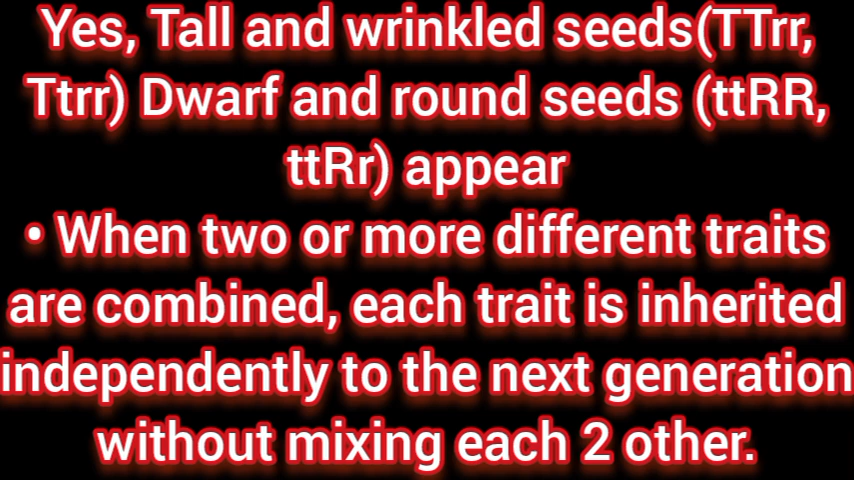 Yes, Tall and wrinkled seeds(TTrr,
Ttrr) Dwarf and round seeds (ttRR,
ttRr) appear
• When two or more different traits
are combined, each trait is inherited
independently to the next generation
without mixing each 2 other.